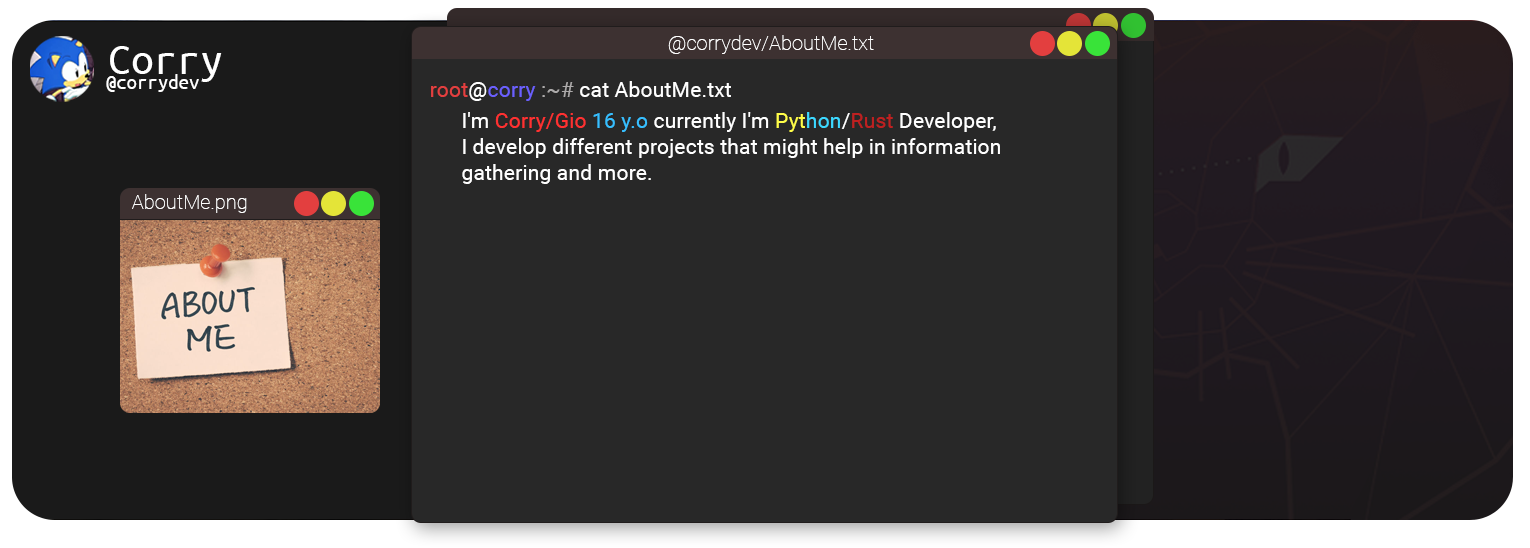 Corry
@corrydev
AboutMe.png
ABOUT
ME
@corrydev/AboutMe.txt
root@corry :~# cat AboutMe.txt
I'm Corry/Gio 16 y.o currently I'm Python/Rust Developer,
I develop different projects that might help in information
gathering and more.